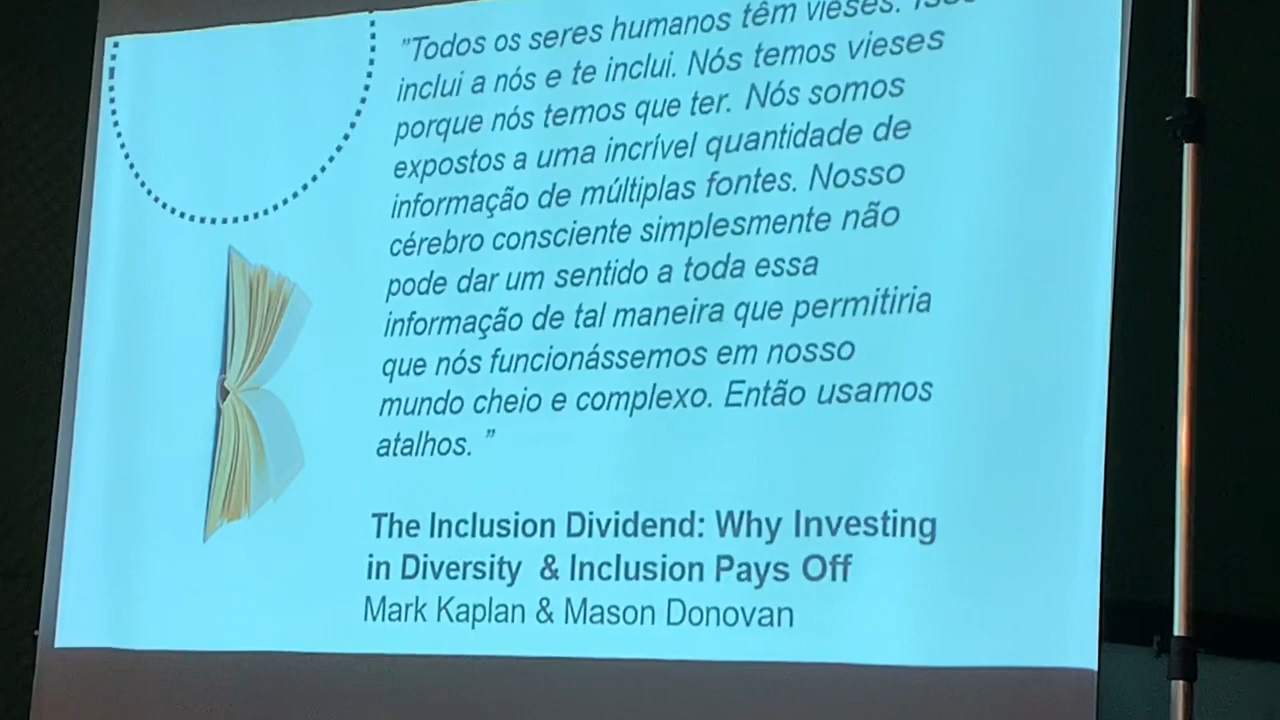 "Todos os seres humanos têm vieses.
inclui a nós e te inclui. Nós temos vieses
porque nós temos que ter. Nós somos
expostos a uma incrível quantidade de
informação de múltiplas fontes. Nosso
cérebro consciente simplesmente não
pode dar um sentido a toda essa
informação de tal maneira que permitiria
que nós funcionássemos em nosso
mundo cheio e complexo. Então usamos
atalhos. "
The Inclusion Dividend: Why Investing
in Diversity & Inclusion Pays Off
Mark Kaplan & Mason Donovan